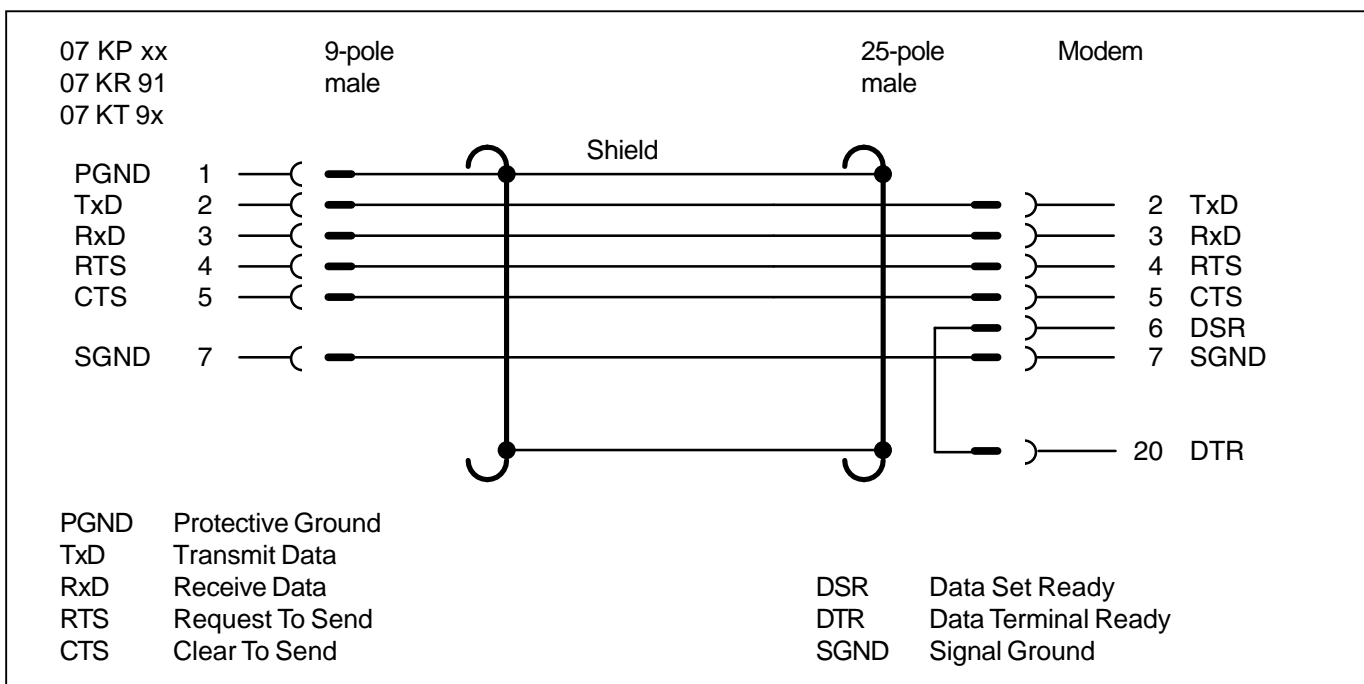 07 KP xx 9-pole 25-pole Modem
07 KR 91 male male
07 KT 9x
Shield
PGND 1
TxD 2 2 TxD
RxD 3 3 RxD
RTS 4 4 RTS
CTS 5 5 CTS
6 DSR
SGND 7 7 SGND
20 DTR
PGND Protective Ground
TxD Transmit Data
RxD Receive Data DSR Data Set Ready
RTS Request To Send DTR Data Terminal Ready
CTS Clear To Send SGND Signal Ground